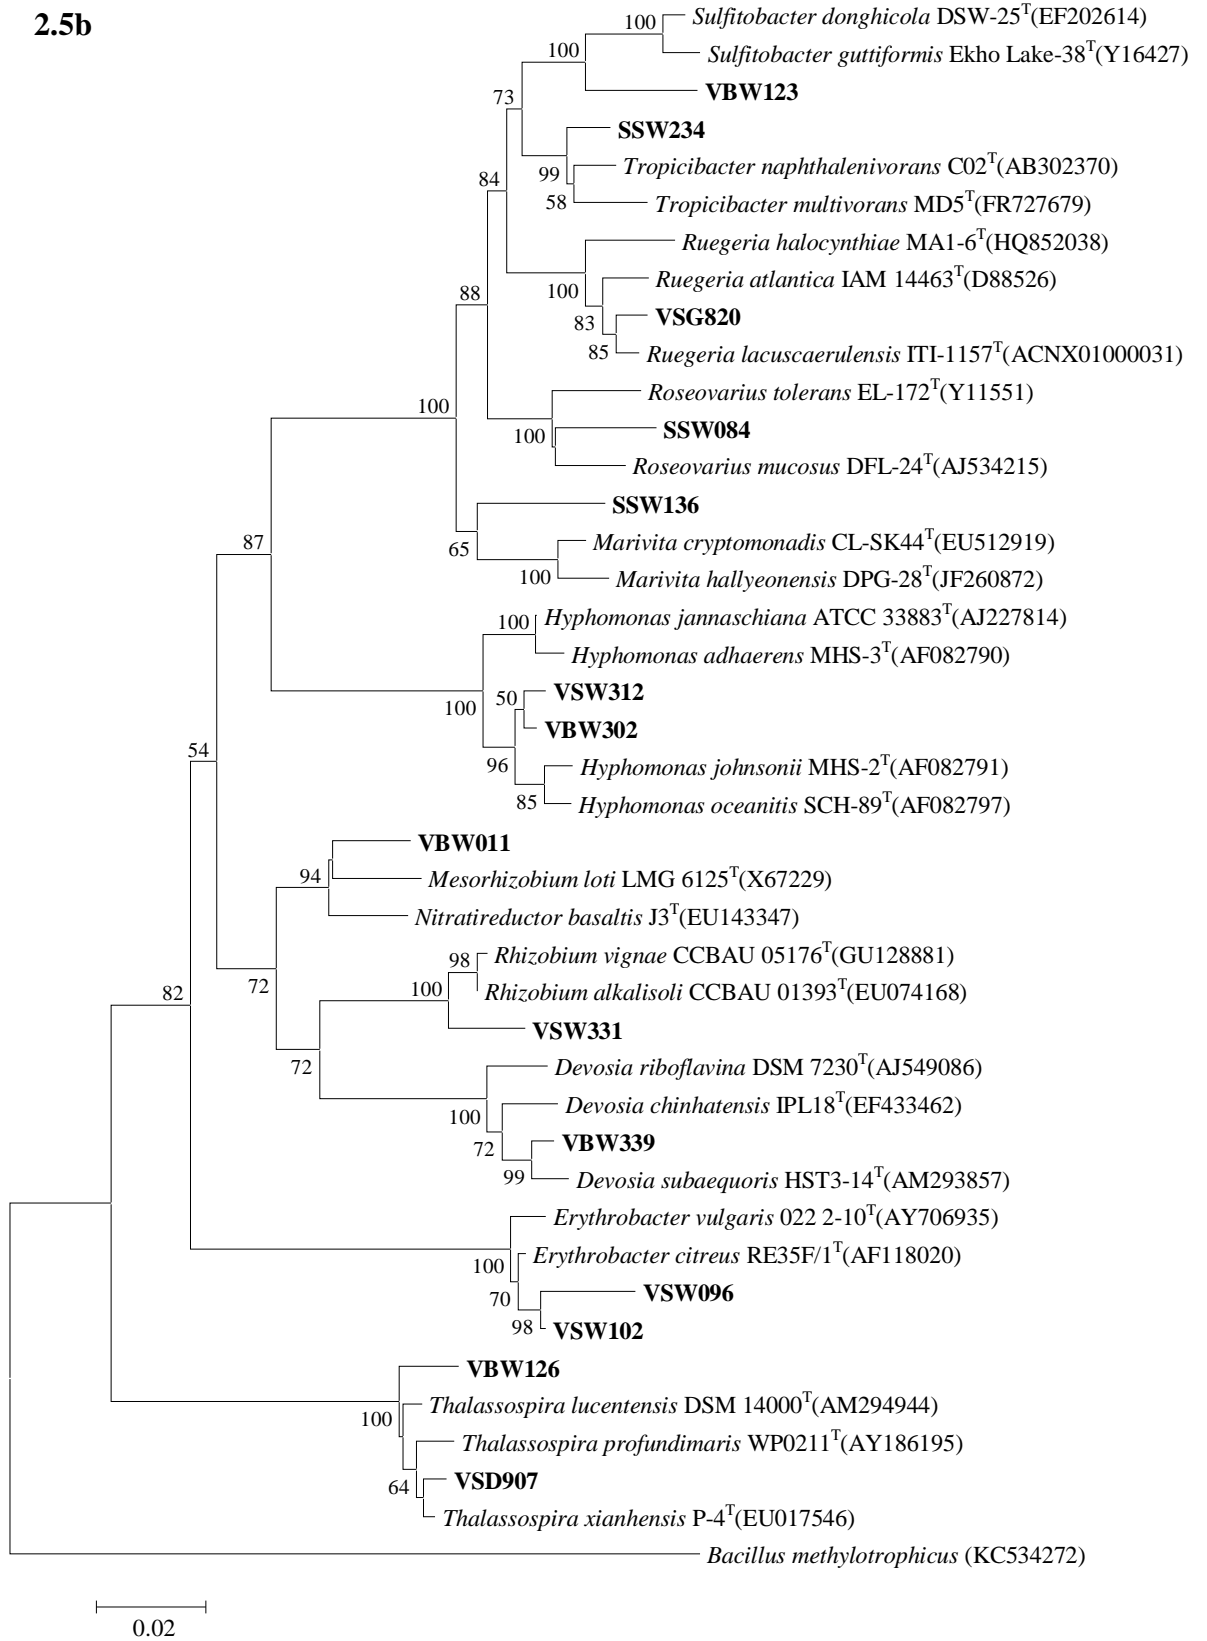 2.5b
100
Sulfitobacter donghicola DSW-25T(EF202614)
100
Sulfitobacter guttiformis Ekho Lake-38T(Y16427)
VBW123
73
SSW234
Tropicibacter naphthalenivorans C02T(AB302370)
99
84
58
Tropicibacter multivorans MD5T(FR727679)
Ruegeria halocynthiae MA1-6T(HQ852038)
Ruegeria atlantica IAM 14463T(D88526)
100
88
VSG820
83
85
Ruegeria lacuscaerulensis ITI-1157T(ACNX01000031)
Roseovarius tolerans EL-172T(Y11551)
100
SSW084
100
Roseovarius mucosus DFL-24T(AJ534215)
SSW136
87
65
Marivita cryptomonadis CL-SK44T(EU512919)
100
Marivita hallyeonensis DPG-28T(JF260872)
100
Hyphomonas jannaschiana ATCC 33883T(AJ227814)
Hyphomonas adhaerens MHS-3T(AF082790)
50
VSW312
100
VBW302
54
96
Hyphomonas johnsonii MHS-2T(AF082791)
85
Hyphomonas oceanitis SCH-89T(AF082797)
VBW011
94
Mesorhizobium loti LMG 6125T(X67229)
Nitratireductor basaltis J3T(EU143347)
98
Rhizobium vignae CCBAU 05176T(GU128881)
82
72
100
Rhizobium alkalisoli CCBAU 01393T(EU074168)
VSW331
72
Devosia riboflavina DSM 7230T(AJ549086)
100
Devosia chinhatensis IPL18T(EF433462)
72
VBW339
99
Devosia subaequoris HST3-14T(AM293857)
Erythrobacter vulgaris 022 2-10T(AY706935)
100
Erythrobacter citreus RE35F/1T(AF118020)
70
VSW096
98
VSW102
VBW126
100
Thalassospira lucentensis DSM 14000T(AM294944)
Thalassospira profundimaris WP0211T(AY186195)
64
VSD907
Thalassospira xianhensis P-4T(EU017546)
Bacillus methylotrophicus (KC534272)
0.02